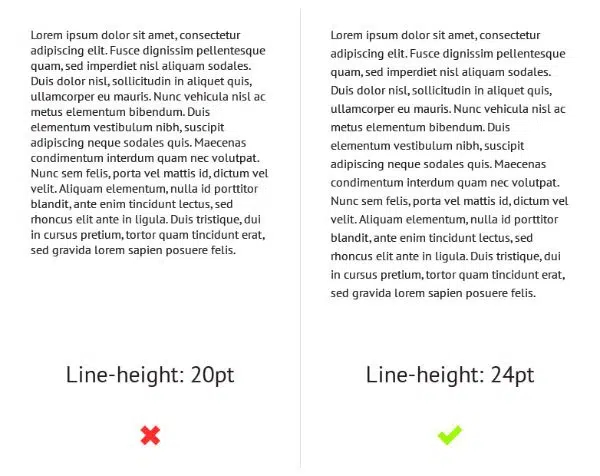 Lorem ipsum dolor sit amet, consectetur
adipiscing elit. Fusce dignissim pellentesque
quam, sed imperdiet nisl aliquam sodales.
Duis dolor nisl, sollicitudin in aliquet quis,
ullamcorper eu mauris. Nunc vehicula nisl ac
metus elementum bibendum. Duis
elementum vestibulum nibh, suscipit
adipiscing neque sodales quis. Maecenas
condimentum interdum quam nec volutpat.
Nunc sem felis, porta vel mattis id, dictum vel
velit. Aliquam elementum, nulla id porttitor
blandit, ante enim tincidunt lectus, sed
rhoncus elit ante in ligula. Duis tristique, dui
in cursus pretium, tortor quam tincidunt erat,
sed gravida lorem sapien posuere felis.
Line-height: 20pt
Lorem ipsum dolor sit amet, consectetur
adipiscing elit. Fusce dignissim pellentesque
quam, sed imperdiet nisl aliquam sodales.
Duis dolor nisl, sollicitudin in aliquet quis,
ullamcorper eu mauris. Nunc vehicula nisl ac
metus elementum bibendum. Duis
elementum vestibulum nibh, suscipit
adipiscing neque sodales quis. Maecenas
condimentum interdum quam nec volutpat.
Nunc sem felis, porta vel mattis id, dictum vel
velit. Aliquam elementum, nulla id porttitor
blandit, ante enim tincidunt lectus, sed
rhoncus elit ante in ligula. Duis tristique, dui
in cursus pretium, tortor quam tincidunt erat,
sed gravida lorem sapien posuere felis.
Line-height: 24pt